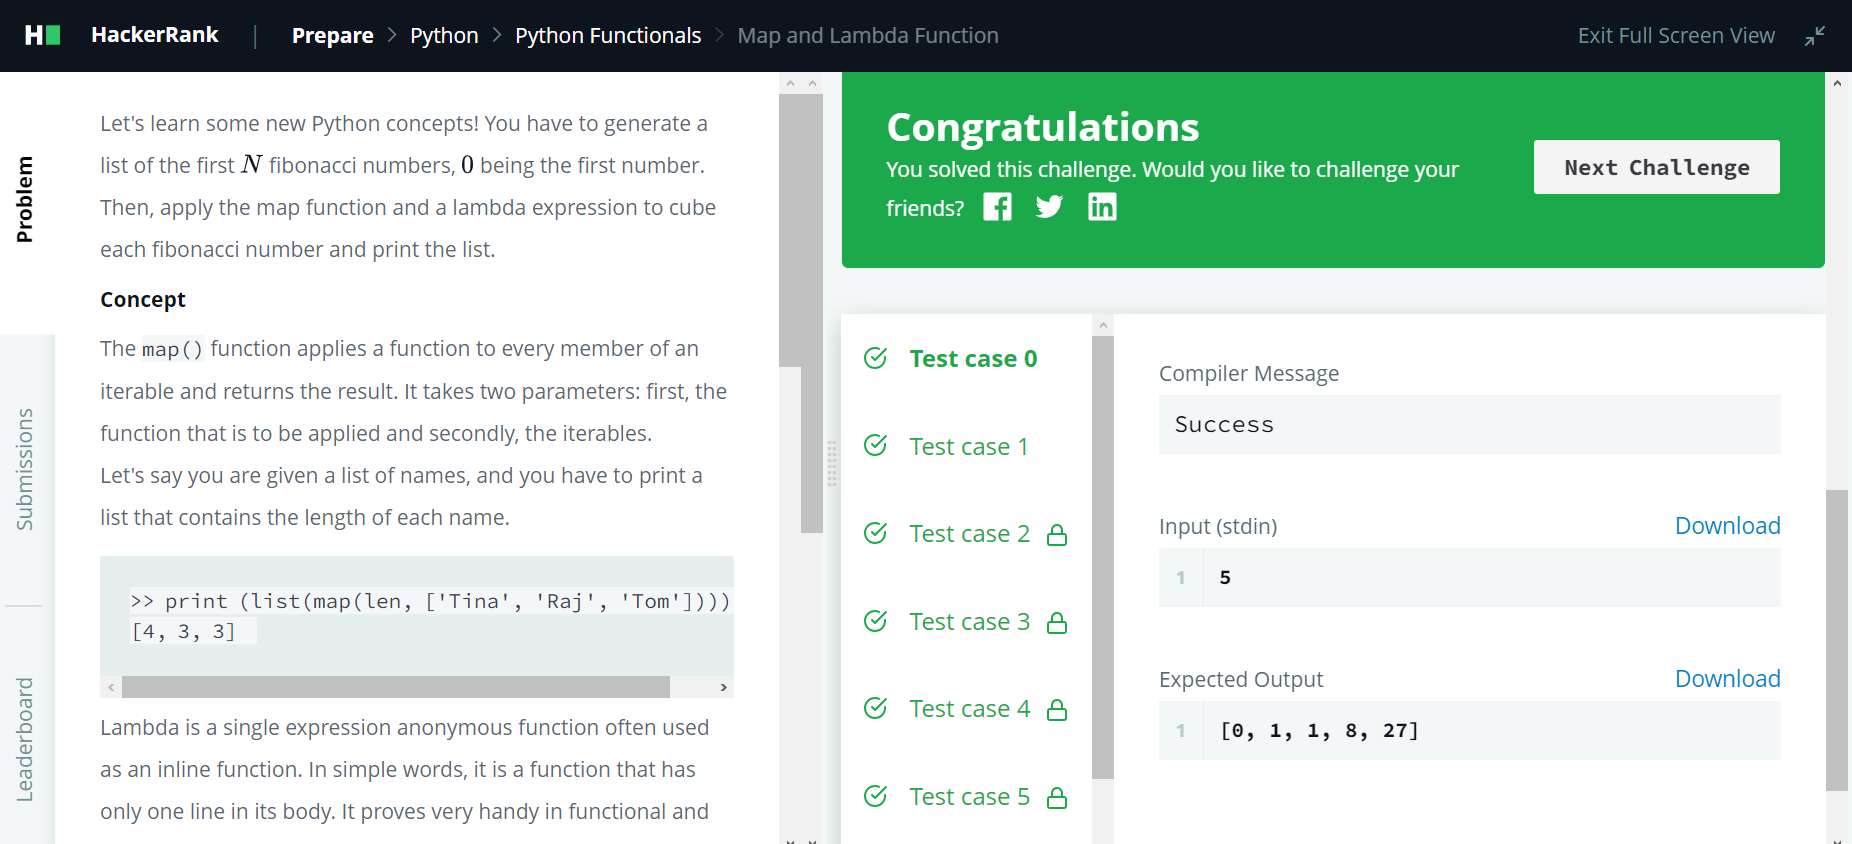 HackerRank | Prepare > Python > Python Functionals > Map and Lambda Function
Exit Full Screen View
Problem
Submissions
Leaderboard
Let's learn some new Python concepts! You have to generate a
list of the first N fibonacci numbers, 0 being the first number.
Then, apply the map function and a lambda expression to cube
each fibonacci number and print the list.
Concept
The map() function applies a function to every member of an
iterable and returns the result. It takes two parameters: first, the
function that is to be applied and secondly, the iterables.
Let's say you are given a list of names, and you have to print a
list that contains the length of each name.
>> print (list(map(len, ['Tina', 'Raj', 'Tom'])))
[4, 3, 3]
Lambda is a single expression anonymous function often used
as an inline function. In simple words, it is a function that has
only one line in its body. It proves very handy in functional and
Congratulations
You solved this challenge. Would you like to challenge your
friends?
Next Challenge
Test case 0
Test case 1
Test case 2
Test case 3
Test case 4
Test case 5
Compiler Message
Success
Input (stdin)
Download
1 5
Expected Output
Download
1 [0, 1, 1, 8, 27]